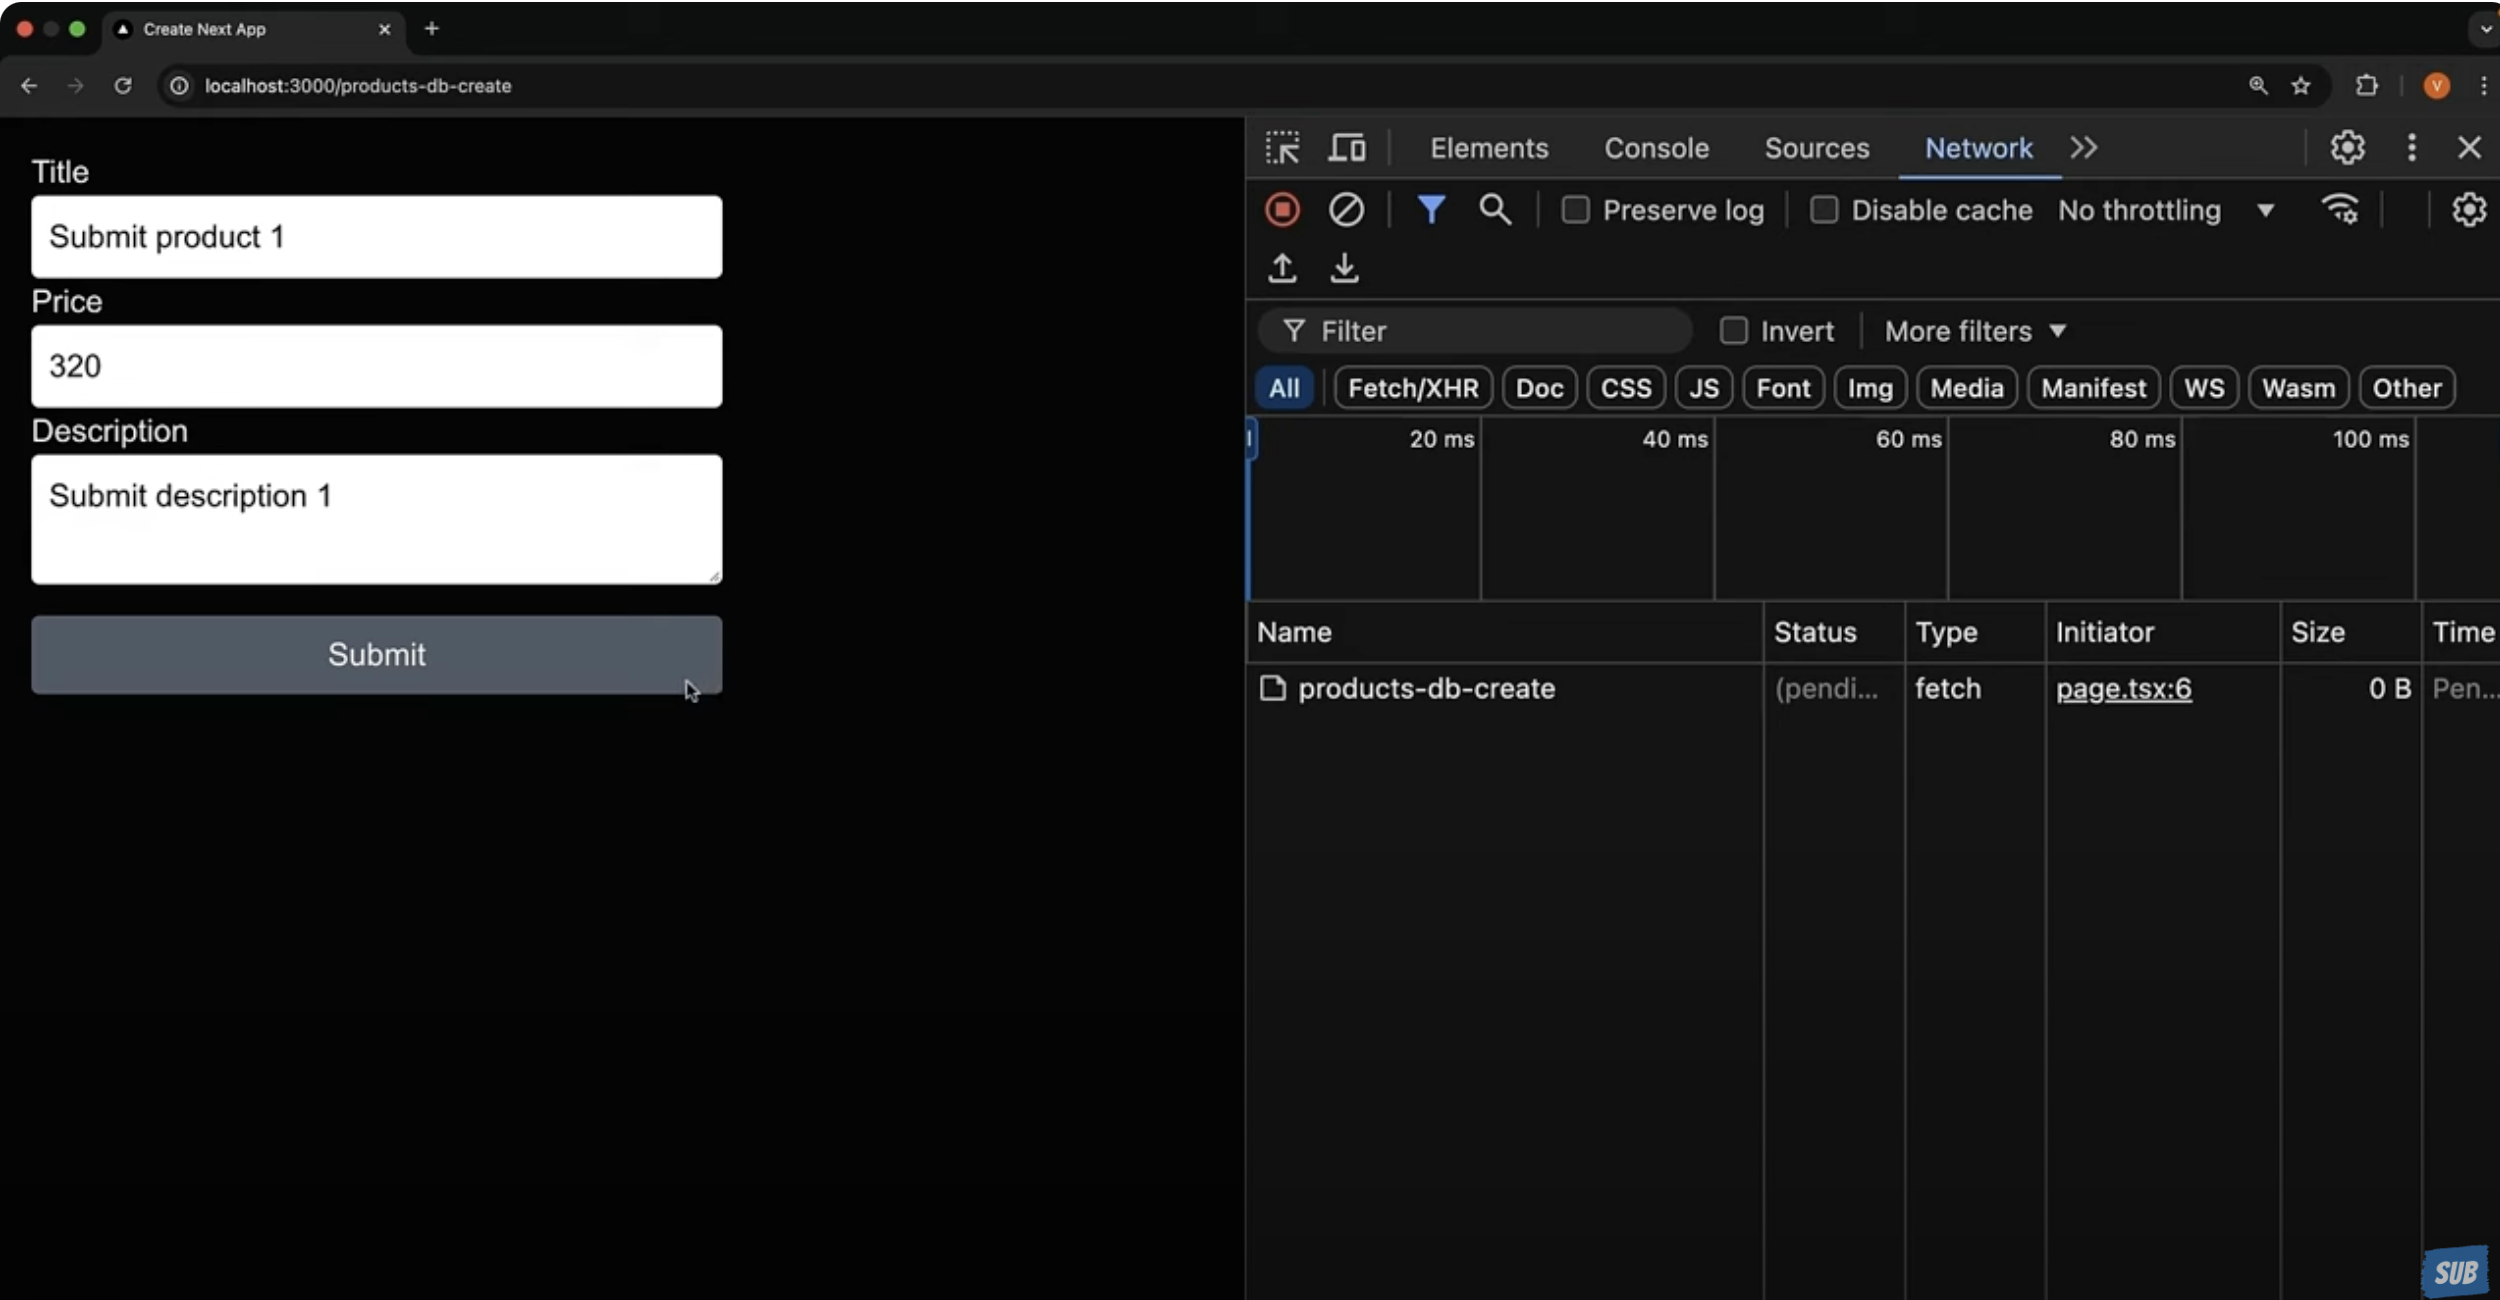 Create Next App
localhost:3000/products-db-create
V
Title
Submit product 1
Price
320
Description
Submit description 1
Submit
Elements Console Sources Network
Preserve log Disable cache No throttling
Filter Invert More filters
All Fetch/XHR Doc CSS JS Font Img Media Manifest WS Wasm Other
20 ms 40 ms 60 ms 80 ms 100 ms
Name Status Type Initiator Size Time
products-db-create (pendi... fetch page.tsx:6 0 B Pen...
SUB